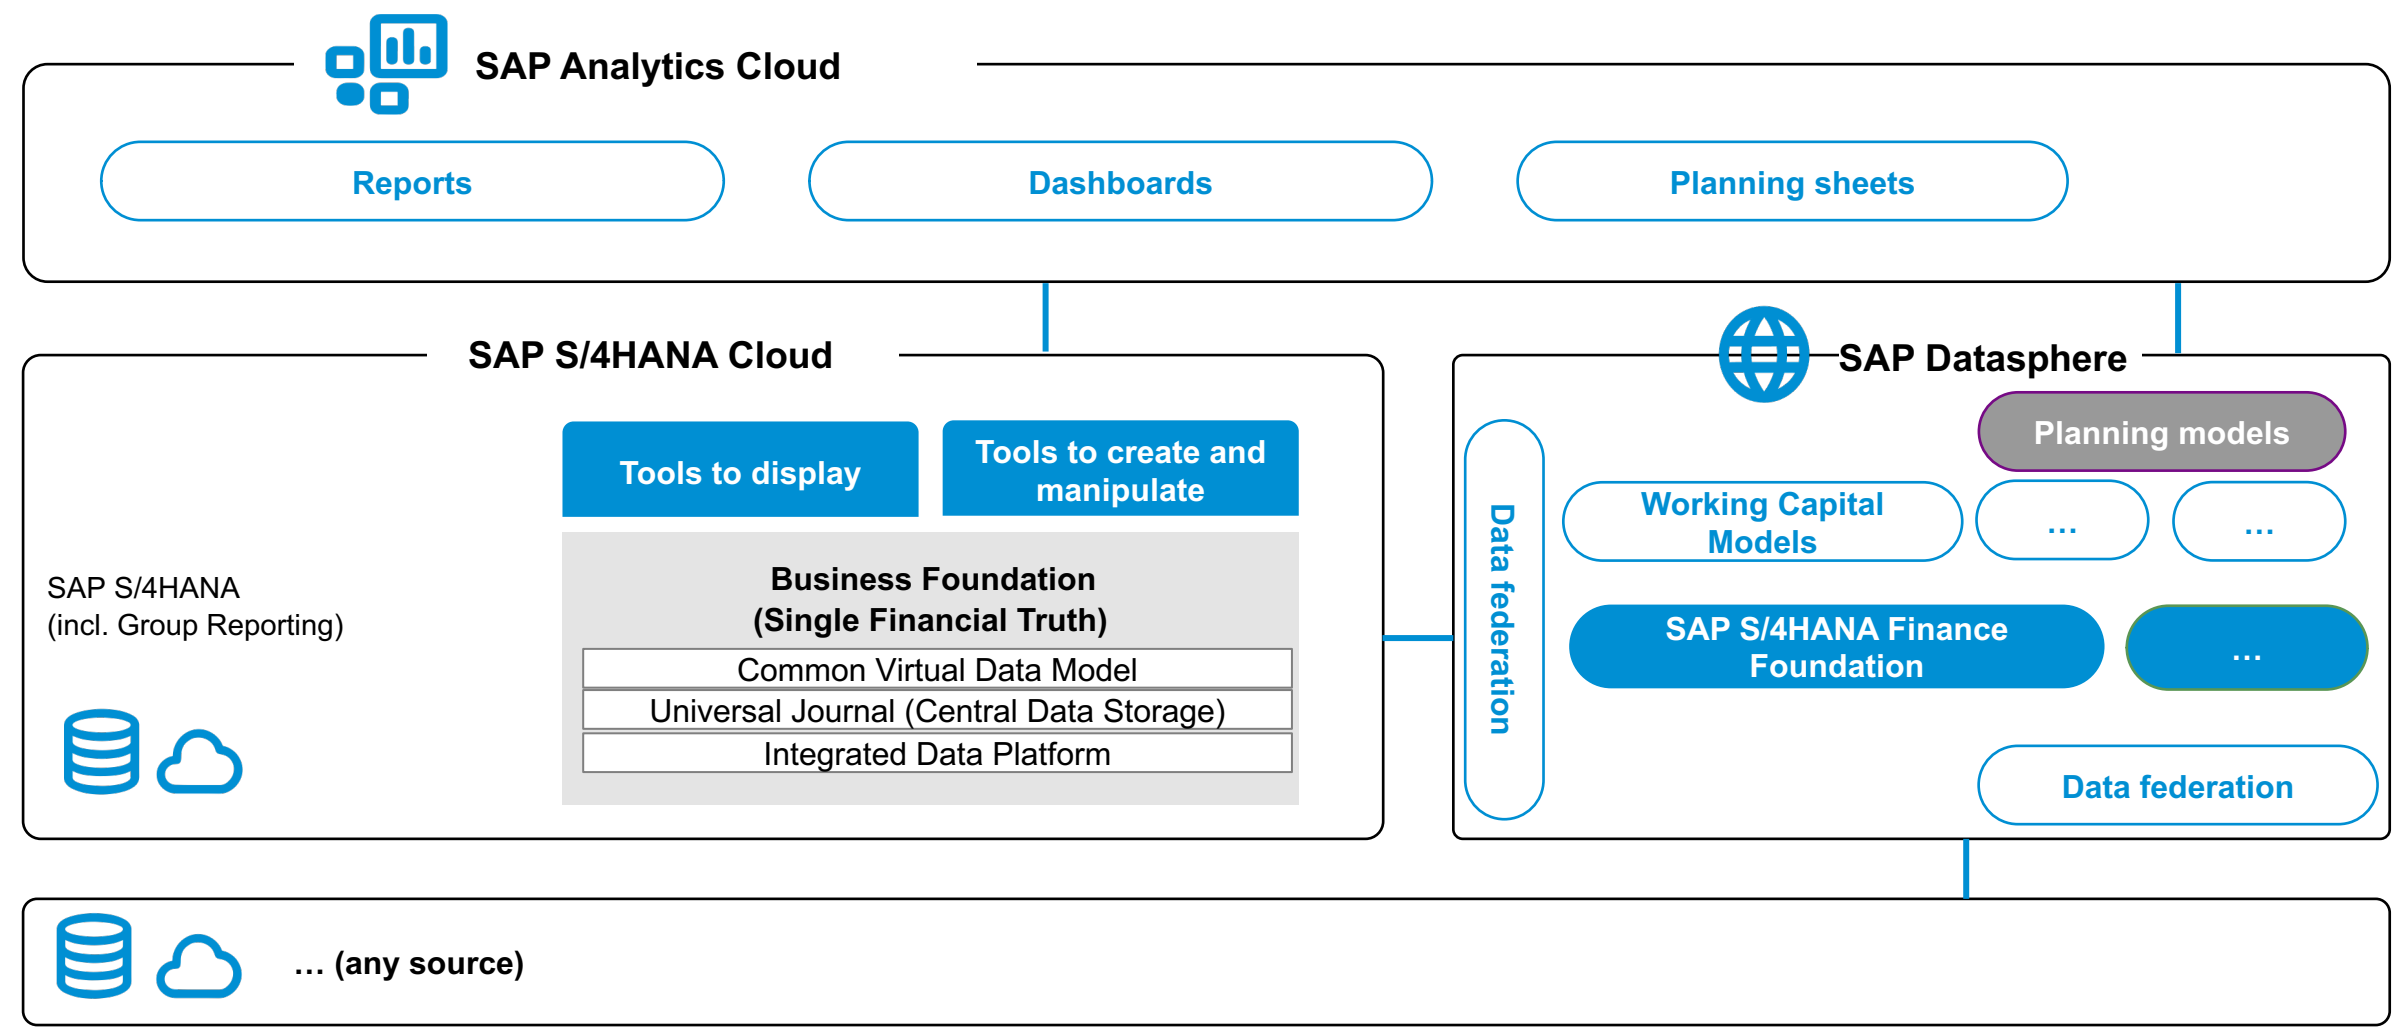 SAP Analytics Cloud
Reports
Dashboards
Planning sheets
SAP S/4HANA Cloud
Tools to display
Tools to create and
manipulate
SAP S/4HANA
(incl. Group Reporting)
Business Foundation
(Single Financial Truth)
Common Virtual Data Model
Universal Journal (Central Data Storage)
Integrated Data Platform
SAP Datasphere
Data federation
Planning models
Working Capital
Models
...
...
SAP S/4HANA Finance
Foundation
...
Data federation
... (any source)